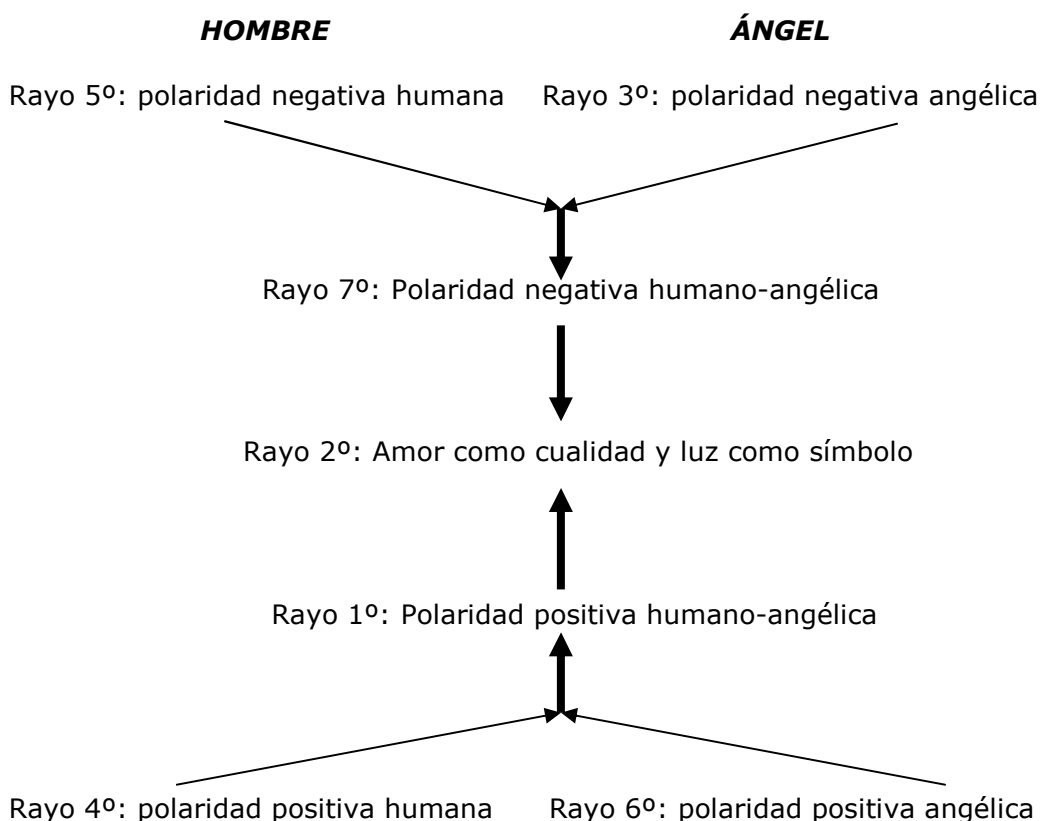 HOMBRE ÁNGEL
Rayo 5º: polaridad negativa humana Rayo 3º: polaridad negativa angélica
Rayo 7º: Polaridad negativa humano-angélica
Rayo 2º: Amor como cualidad y luz como símbolo
Rayo 1º: Polaridad positiva humano-angélica
Rayo 4º: polaridad positiva humana Rayo 6º: polaridad positiva angélica